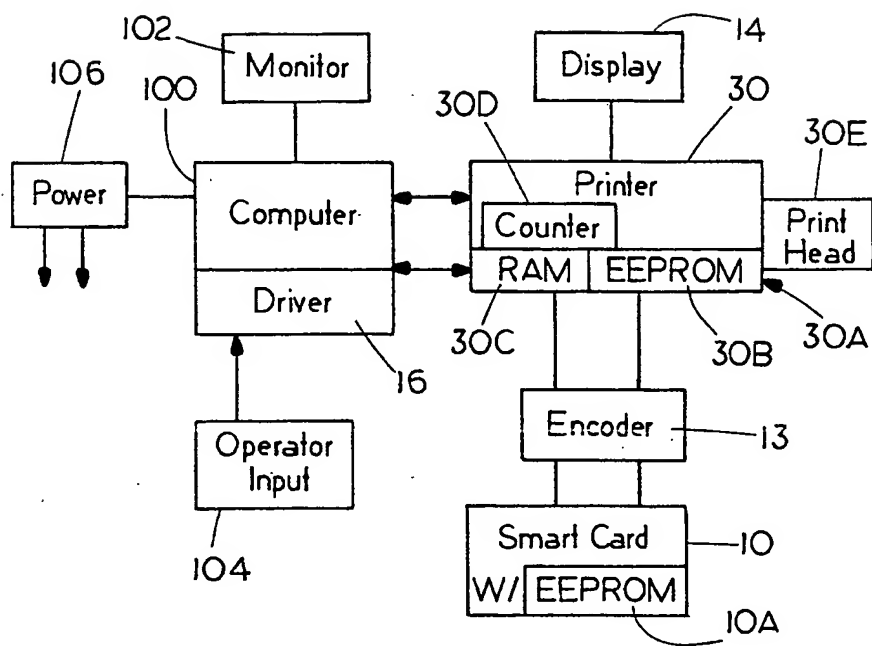 102
Monitor
14
Display
106
100
30D
30
30E
Power
Computer
Printer
Counter
Print
Head
RAM
EEPROM
Driver
30C
30B
30A
16
Operator
Input
Encoder
13
104
Smart Card
10
W/
EEPROM
10A